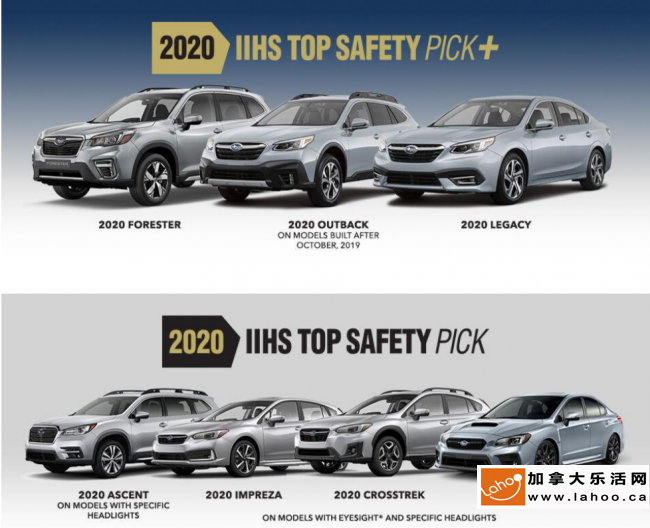 2020 IIHS TOP SAFETY PICK+
2020 FORESTER
2020 OUTBACK
ON MODELS BUILT AFTER
OCTOBER, 2019
2020 LEGACY
2020 IIHS TOP SAFETY PICK
2020 ASCENT
ON MODELS WITH SPECIFIC
HEADLIGHTS
2020 IMPREZA
2020 CROSSTREK
ON MODELS WITH EYESIGHT® AND SPECIFIC HEADLIGHTS
Lahoo
加拿大乐活网
www.lahoo.ca